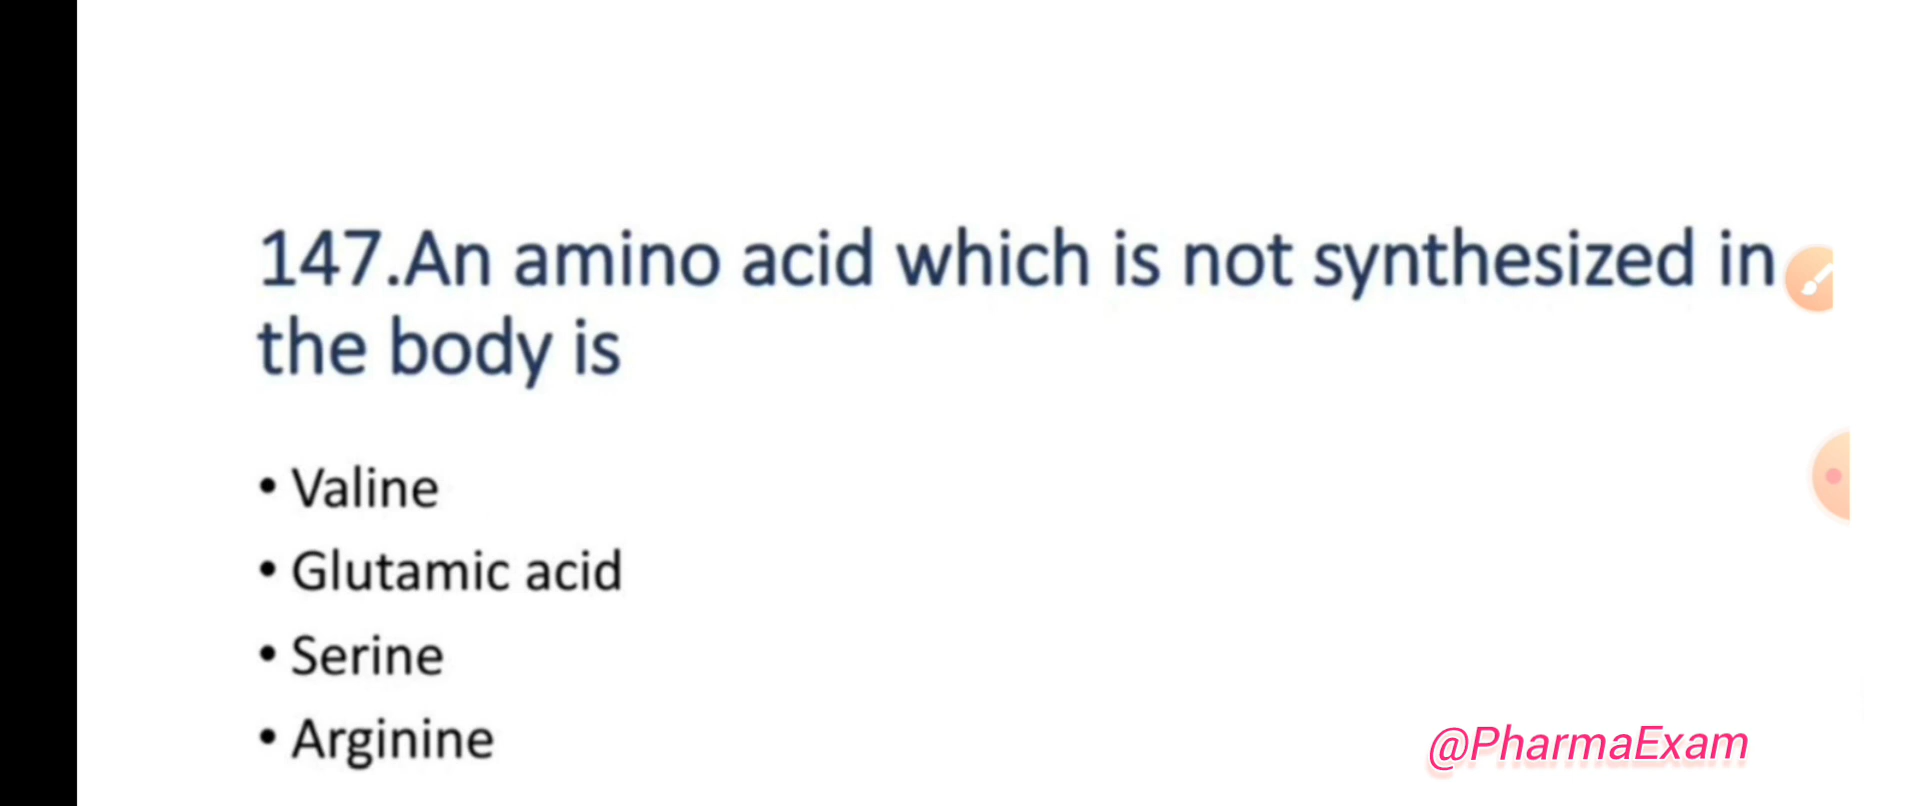 147.An amino acid which is not synthesized in
the body is
• Valine
• Glutamic acid
• Serine
• Arginine
@PharmaExam